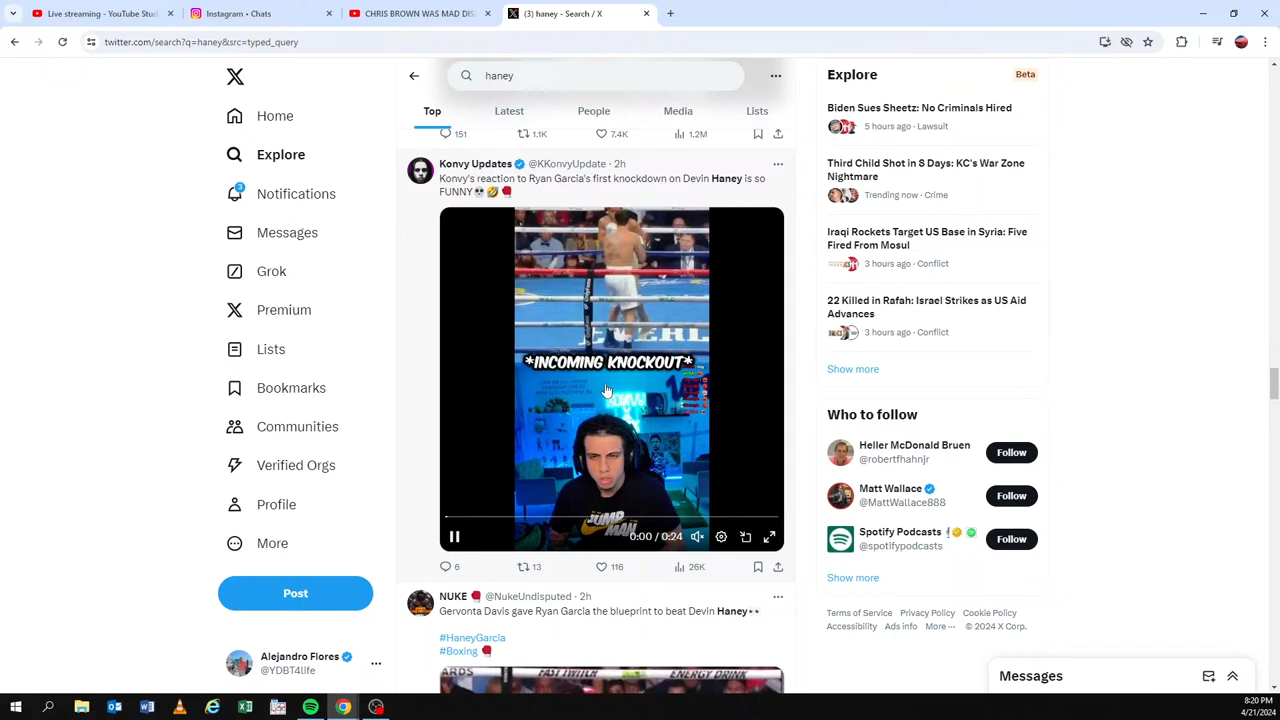 Live streaming - YouTube Stud
Instagram • Chats
CHRIS BROWN WAS MAD DIS
(3) haney - Search / X
twitter.com/search?q=haney&src=typed_query
haney
Top
Latest
People
Media
Lists
151
1.1K
7.4K
1.2M
Home
Explore
3
Notifications
Messages
Grok
Premium
Lists
Bookmarks
Communities
Verified Orgs
Profile
More
Post
Alejandro Flores
@YDBT4life
Konvy Updates @KKonvyUpdate · 2h
Konvy's reaction to Ryan Garcia's first knockdown on Devin Haney is so
FUNNY
*INCOMING KNOCKOUT*
JUMP
MAN
0:00 / 0:24
6
13
116
26K
NUKE @NukeUndisputed · 2h
Gervonta Davis gave Ryan Garcia the blueprint to beat Devin Haney
#HaneyGarcia
#Boxing
FAST TWITCH
ENERGY DRINK
Explore
Beta
Biden Sues Sheetz: No Criminals Hired
5 hours ago · Lawsuit
Third Child Shot in 8 Days: KC's War Zone
Nightmare
Trending now · Crime
Iraqi Rockets Target US Base in Syria: Five
Fired From Mosul
3 hours ago · Conflict
22 Killed in Rafah: Israel Strikes as US Aid
Advances
3 hours ago · Conflict
Show more
Who to follow
Heller McDonald Bruen
@robertfhahnjr
Follow
Matt Wallace
@MattWallace888
Follow
Spotify Podcasts
@spotifypodcasts
Follow
Show more
Terms of Service Privacy Policy Cookie Policy
Accessibility Ads info More ··· © 2024 X Corp.
Messages
8:20 PM
4/21/2024